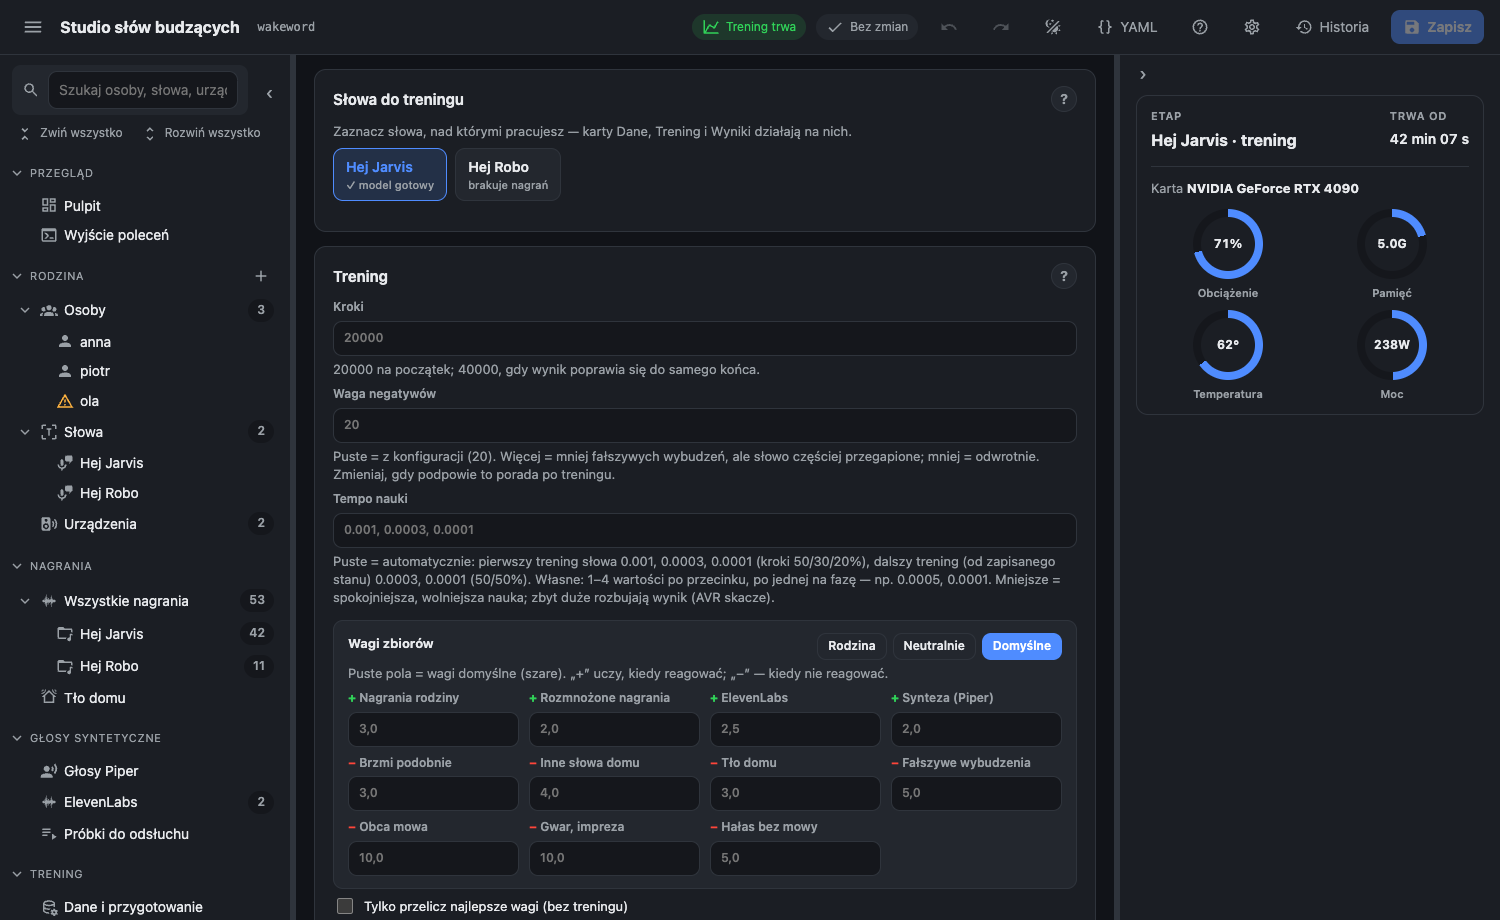 Studio słów budzących
wakeword
Trening trwa
Bez zmian
YAML
Historia
Zapisz
Szukaj osoby, słowa, urząd
Zwiń wszystko
Rozwiń wszystko
PRZEGLĄD
Pulpit
Wyjście poleceń
RODZINA
Osoby
3
anna
piotr
ola
Słowa
2
Hej Jarvis
Hej Robo
Urządzenia
2
NAGRANIA
Wszystkie nagrania
53
Hej Jarvis
42
Hej Robo
11
Tło domu
GŁOSY SYNTETYCZNE
Głosy Piper
ElevenLabs
2
Próbki do odsłuchu
TRENING
Dane i przygotowanie
Słowa do treningu
?
Zaznacz słowa, nad którymi pracujesz — karty Dane, Trening i Wyniki działają na nich.
Hej Jarvis
✓ model gotowy
Hej Robo
brakuje nagrań
Trening
?
Kroki
20000
20000 na początek; 40000, gdy wynik poprawia się do samego końca.
Waga negatywów
20
Puste = z konfiguracji (20). Więcej = mniej fałszywych wybudzeń, ale słowo częściej przegapione; mniej = odwrotnie.
Zmieniaj, gdy podpowie to porada po treningu.
Tempo nauki
0.001, 0.0003, 0.0001
Puste = automatycznie: pierwszy trening słowa 0.001, 0.0003, 0.0001 (kroki 50/30/20%), dalszy trening (od zapisanego
stanu) 0.0003, 0.0001 (50/50%). Własne: 1–4 wartości po przecinku, po jednej na fazę — np. 0.0005, 0.0001. Mniejsze =
spokojniejsza, wolniejsza nauka; zbyt duże rozbujają wynik (AVR skacze).
Wagi zbiorów
Rodzina
Neutralnie
Domyślne
Puste pola = wagi domyślne (szare). „+” uczy, kiedy reagować; „−” — kiedy nie reagować.
+ Nagrania rodziny
+ Rozmnożone nagrania
+ ElevenLabs
+ Synteza (Piper)
3,0
2,0
2,5
2,0
− Brzmi podobnie
− Inne słowa domu
− Tło domu
− Fałszywe wybudzenia
3,0
4,0
3,0
5,0
− Obca mowa
− Gwar, impreza
− Hałas bez mowy
10,0
10,0
5,0
Tylko przelicz najlepsze wagi (bez treningu)
ETAP
TRWA OD
Hej Jarvis · trening
42 min 07 s
Karta NVIDIA GeForce RTX 4090
71%
5.0G
Obciążenie
Pamięć
62°
238W
Temperatura
Moc